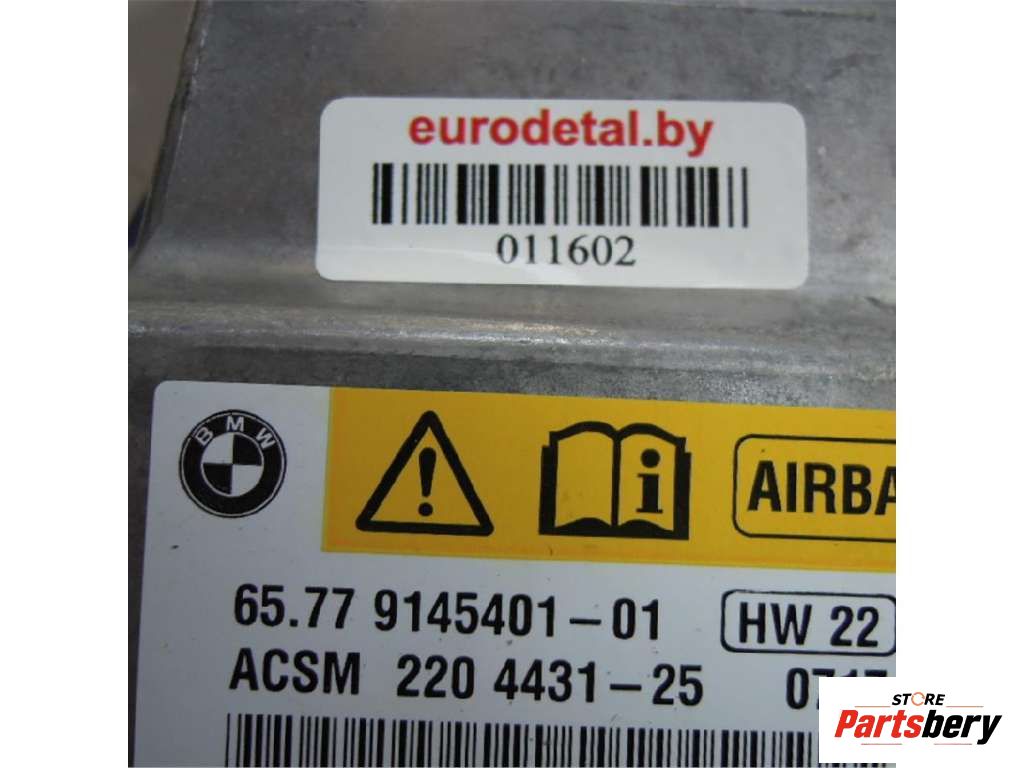 eurodetal.by
011602
BMW
AIRBA
65.77 9145401-01 HW 22
ACSM 220 4431-25
STORE
Partsbery